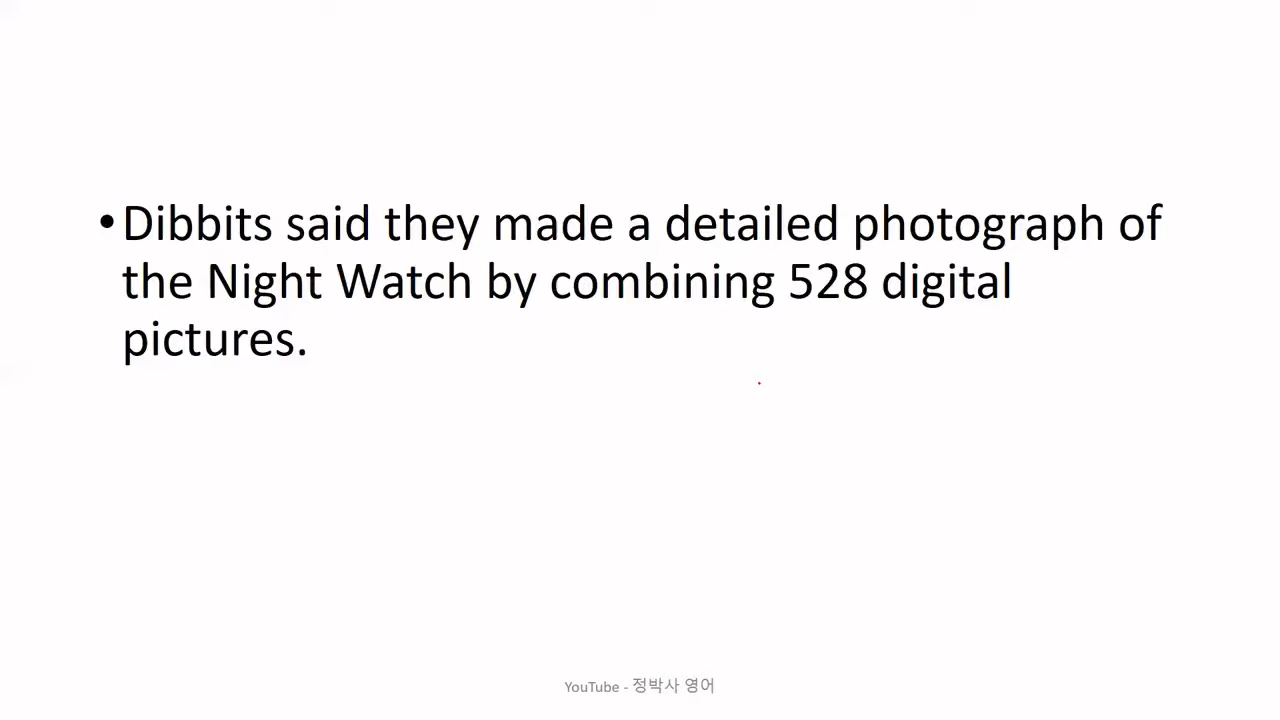 •Dibbits said they made a detailed photograph of
the Night Watch by combining 528 digital
pictures.
YouTube - 정박사 영어